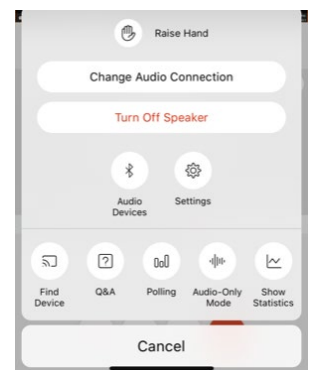 Raise Hand
Change Audio Connection
Turn Off Speaker
Audio
Devices
Settings
Find
Device
Q&A
Polling
Audio-Only
Mode
Show
Statistics
Cancel